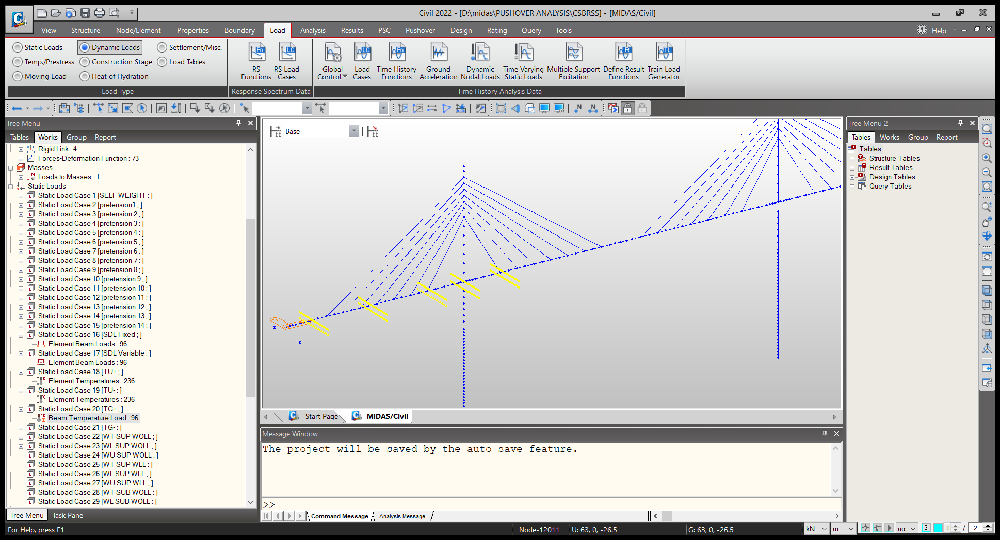 Civil 2022 - [D:\midas\PUSHOVER ANALYSIS\CSBRSS] - [MIDAS/Civil]
View Structure Node/Element Properties Boundary Load Analysis Results PSC Pushover Design Rating Query Tools Help
Static Loads Dynamic Loads Settlement/Misc.
Temp./Prestress Construction Stage Load Tables
Moving Load Heat of Hydration
Load Type
RS Functions
RS Load Cases
Response Spectrum Data
Global Control
Load Cases
Time History Functions
Ground Acceleration
Dynamic Nodal Loads
Time Varying Static Loads
Multiple Support Excitation
Define Result Functions
Train Load Generator
Time History Analysis Data
Tree Menu
Tables Works Group Report
Rigid Link : 4
Forces-Deformation Function : 73
Masses
Loads to Masses : 1
Static Loads
Static Load Case 1 [SELF WEIGHT ; ]
Static Load Case 2 [pretension1 ; ]
Static Load Case 3 [pretension 2 ; ]
Static Load Case 4 [pretension 3 ; ]
Static Load Case 5 [pretension 4 ; ]
Static Load Case 6 [pretension 5 ; ]
Static Load Case 7 [pretension 6 ; ]
Static Load Case 8 [pretension 7 ; ]
Static Load Case 9 [pretension 8 ; ]
Static Load Case 10 [pretension 9 ; ]
Static Load Case 11 [pretension 10 ; ]
Static Load Case 12 [pretension 11 ; ]
Static Load Case 13 [pretension 12 ; ]
Static Load Case 14 [pretension 13 ; ]
Static Load Case 15 [pretension 14 ; ]
Static Load Case 16 [SDL Fixed ; ]
Element Beam Loads : 96
Static Load Case 17 [SDL Variable ; ]
Element Beam Loads : 96
Static Load Case 18 [TU+ ; ]
Element Temperatures : 236
Static Load Case 19 [TU- ; ]
Element Temperatures : 236
Static Load Case 20 [TG+ ; ]
Beam Temperature Load : 96
Static Load Case 21 [TG- ; ]
Static Load Case 22 [WT SUP WOLL ; ]
Static Load Case 23 [WL SUP WOLL ; ]
Static Load Case 24 [WU SUP WOLL ; ]
Static Load Case 25 [WT SUP WLL ; ]
Static Load Case 26 [WL SUP WLL ; ]
Static Load Case 27 [WU SUP WLL ; ]
Static Load Case 28 [WT SUB WOLL ; ]
Static Load Case 29 [WL SUB WOLL ; ]
Tree Menu Task Pane
Base
Start Page MIDAS/Civil
Message Window
The project will be saved by the auto-save feature.
>>
Command Message Analysis Message
Tree Menu 2
Tables Works Group Report
Tables
Structure Tables
Result Tables
Design Tables
Query Tables
For Help, press F1
Node-12011
U: 63, 0, -26.5
G: 63, 0, -26.5
kN
m
nor
0 / 2